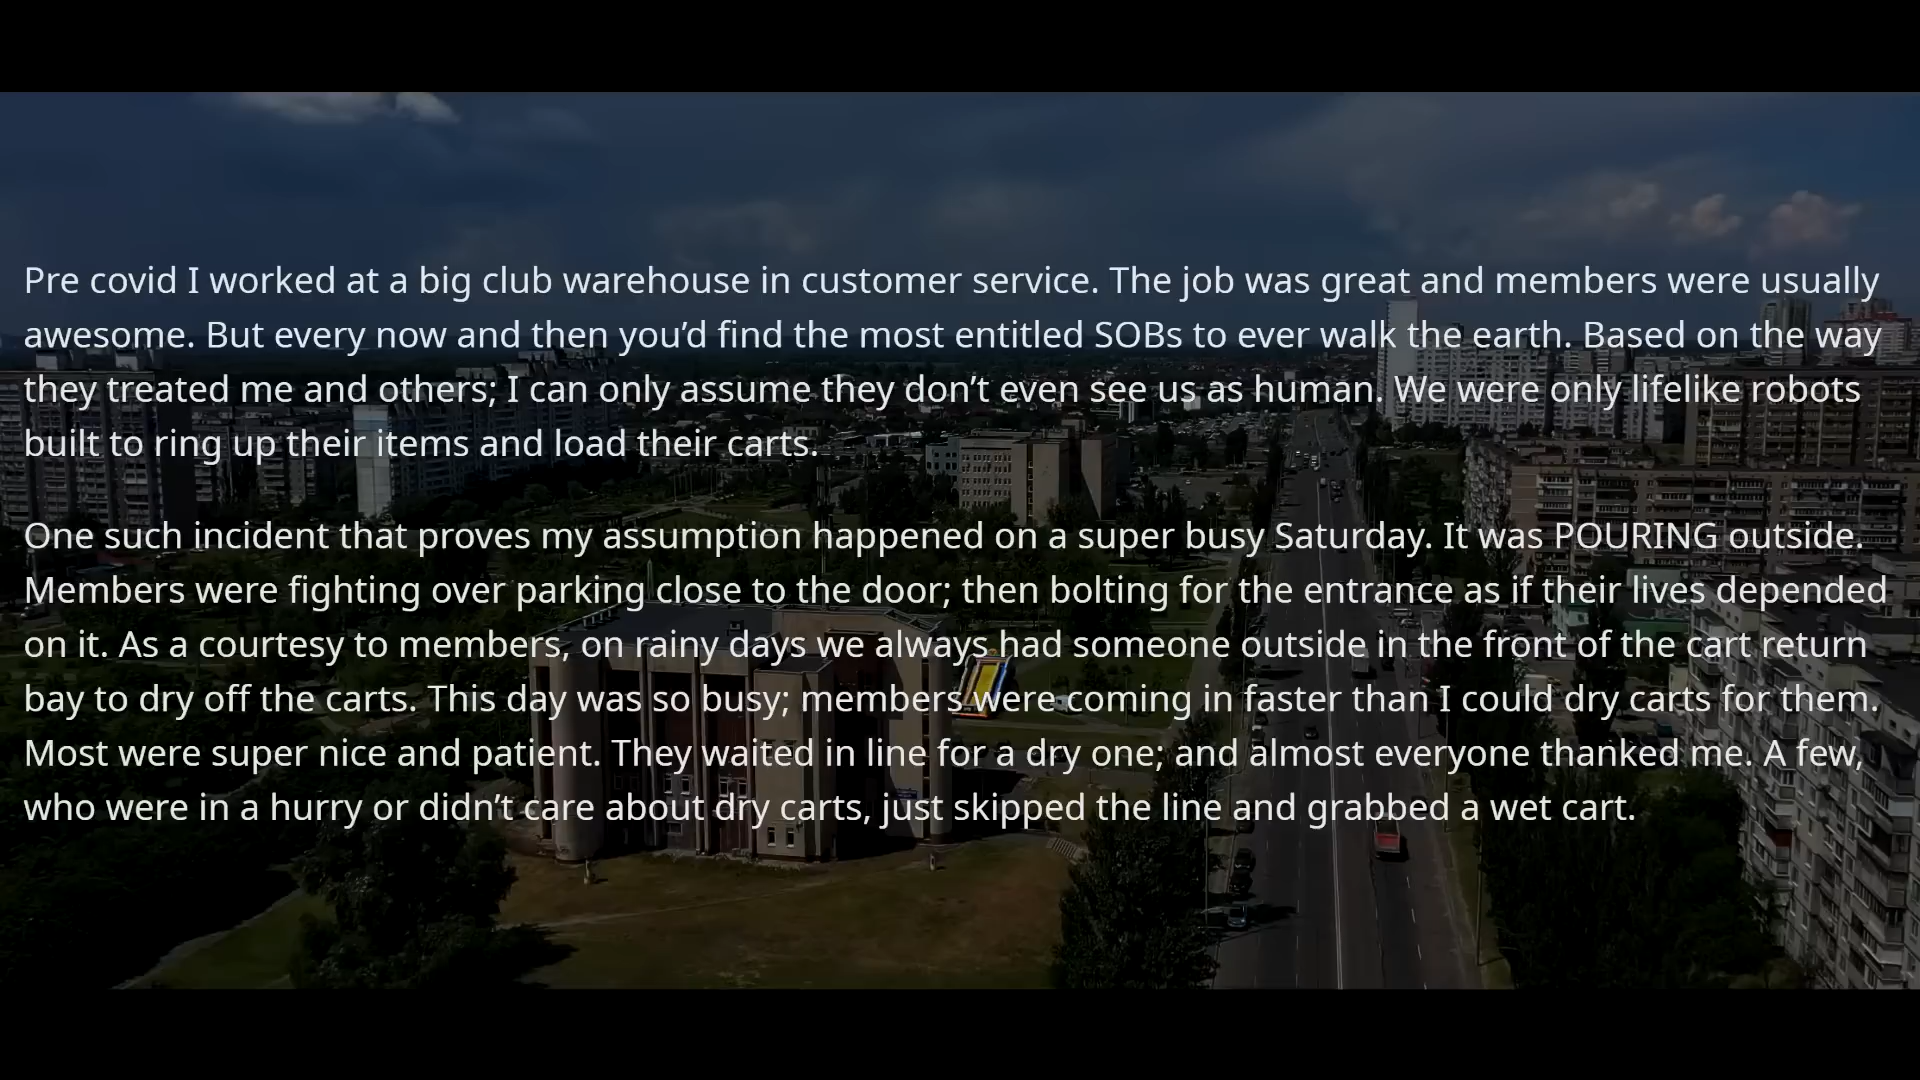 Pre covid I worked at a big club warehouse in customer service. The job was great and members were usually
awesome. But every now and then you’d find the most entitled SOBs to ever walk the earth. Based on the way
they treated me and others; I can only assume they don’t even see us as human. We were only lifelike robots
built to ring up their items and load their carts.
One such incident that proves my assumption happened on a super busy Saturday. It was POURING outside.
Members were fighting over parking close to the door; then bolting for the entrance as if their lives depended
on it. As a courtesy to members, on rainy days we always had someone outside in the front of the cart return
bay to dry off the carts. This day was so busy; members were coming in faster than I could dry carts for them.
Most were super nice and patient. They waited in line for a dry one; and almost everyone thanked me. A few,
who were in a hurry or didn’t care about dry carts, just skipped the line and grabbed a wet cart.